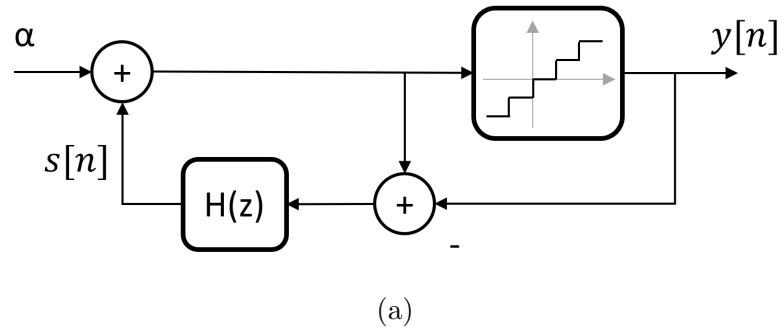 α
y[n]
+
s[n]
H(z)
+
-
(a)